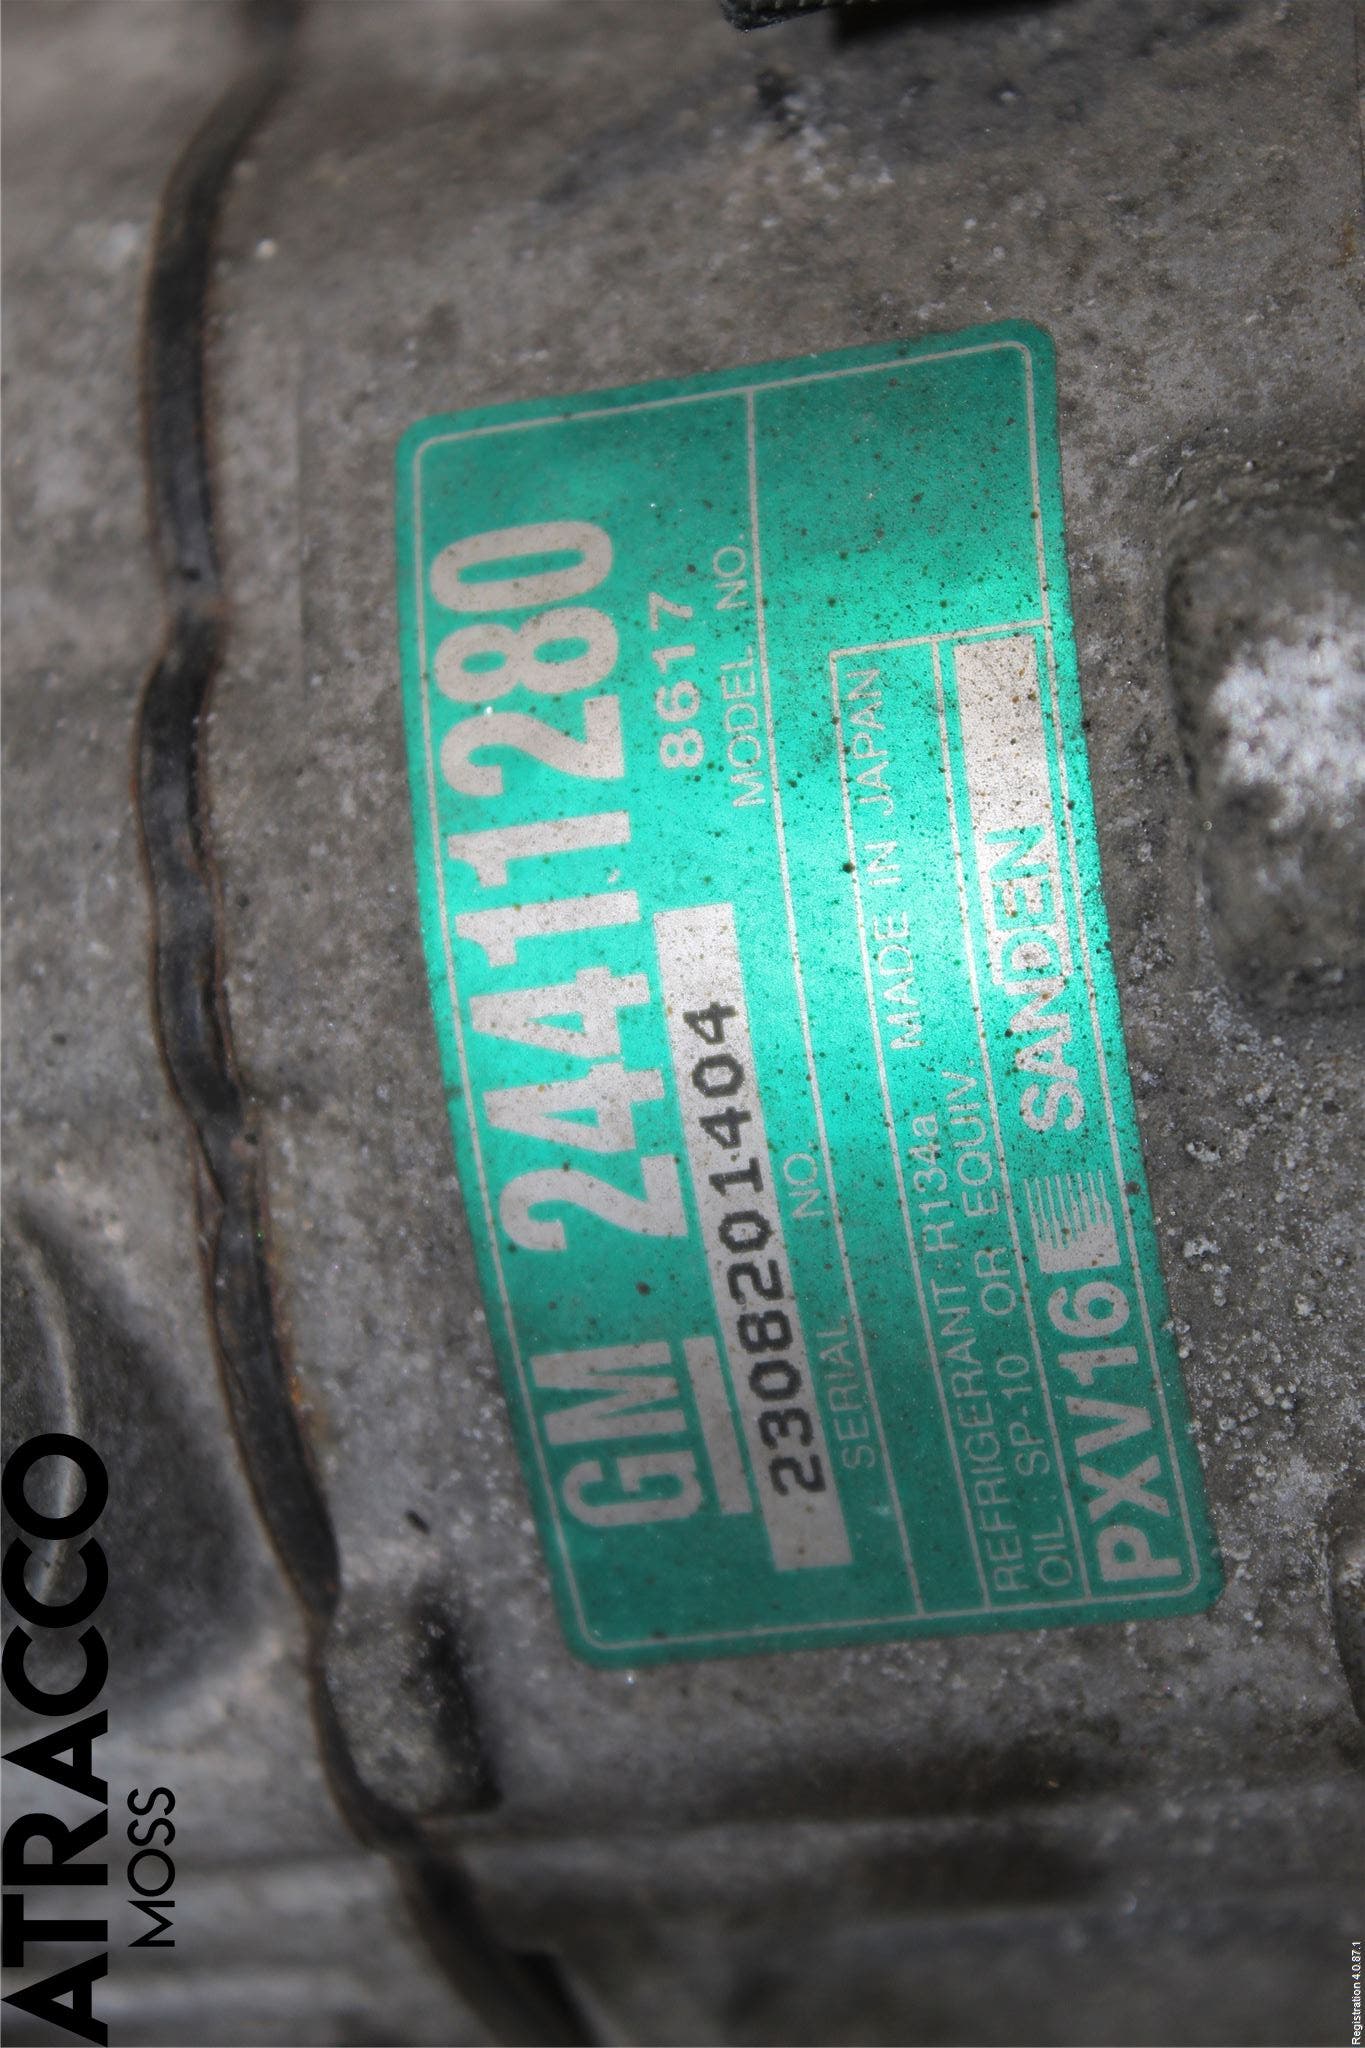 GM 24411280
2308201404 8617
SERIAL NO. MODEL NO.
MADE IN JAPAN
REFRIGERANT:R134a
OIL:SP-10 OR EQUIV.
PXV16 SANDEN
ATRACCO
MOSS
Registration 4.0.87.1